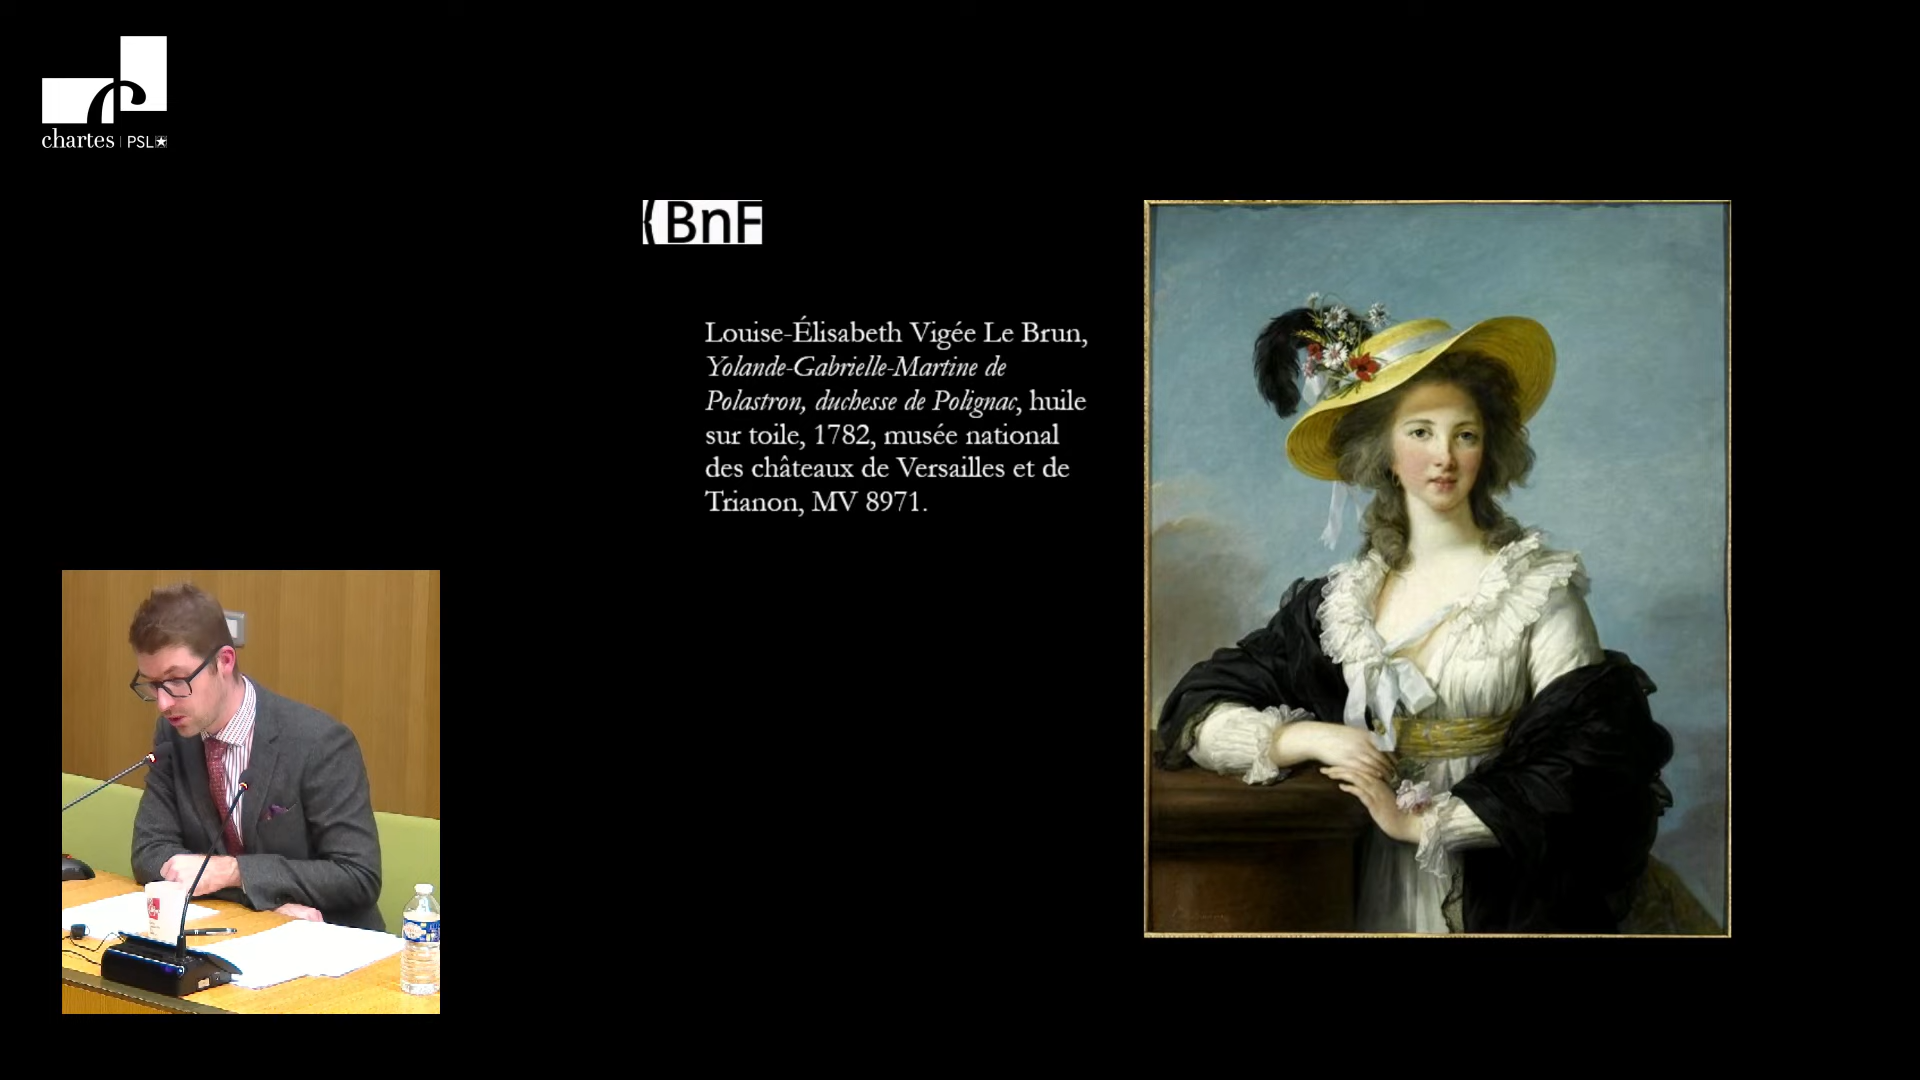 chartes | PSL
{BnF
Louise-Élisabeth Vigée Le Brun,
Yolande-Gabrielle-Martine de
Polastron, duchesse de Polignac, huile
sur toile, 1782, musée national
des châteaux de Versailles et de
Trianon, MV 8971.